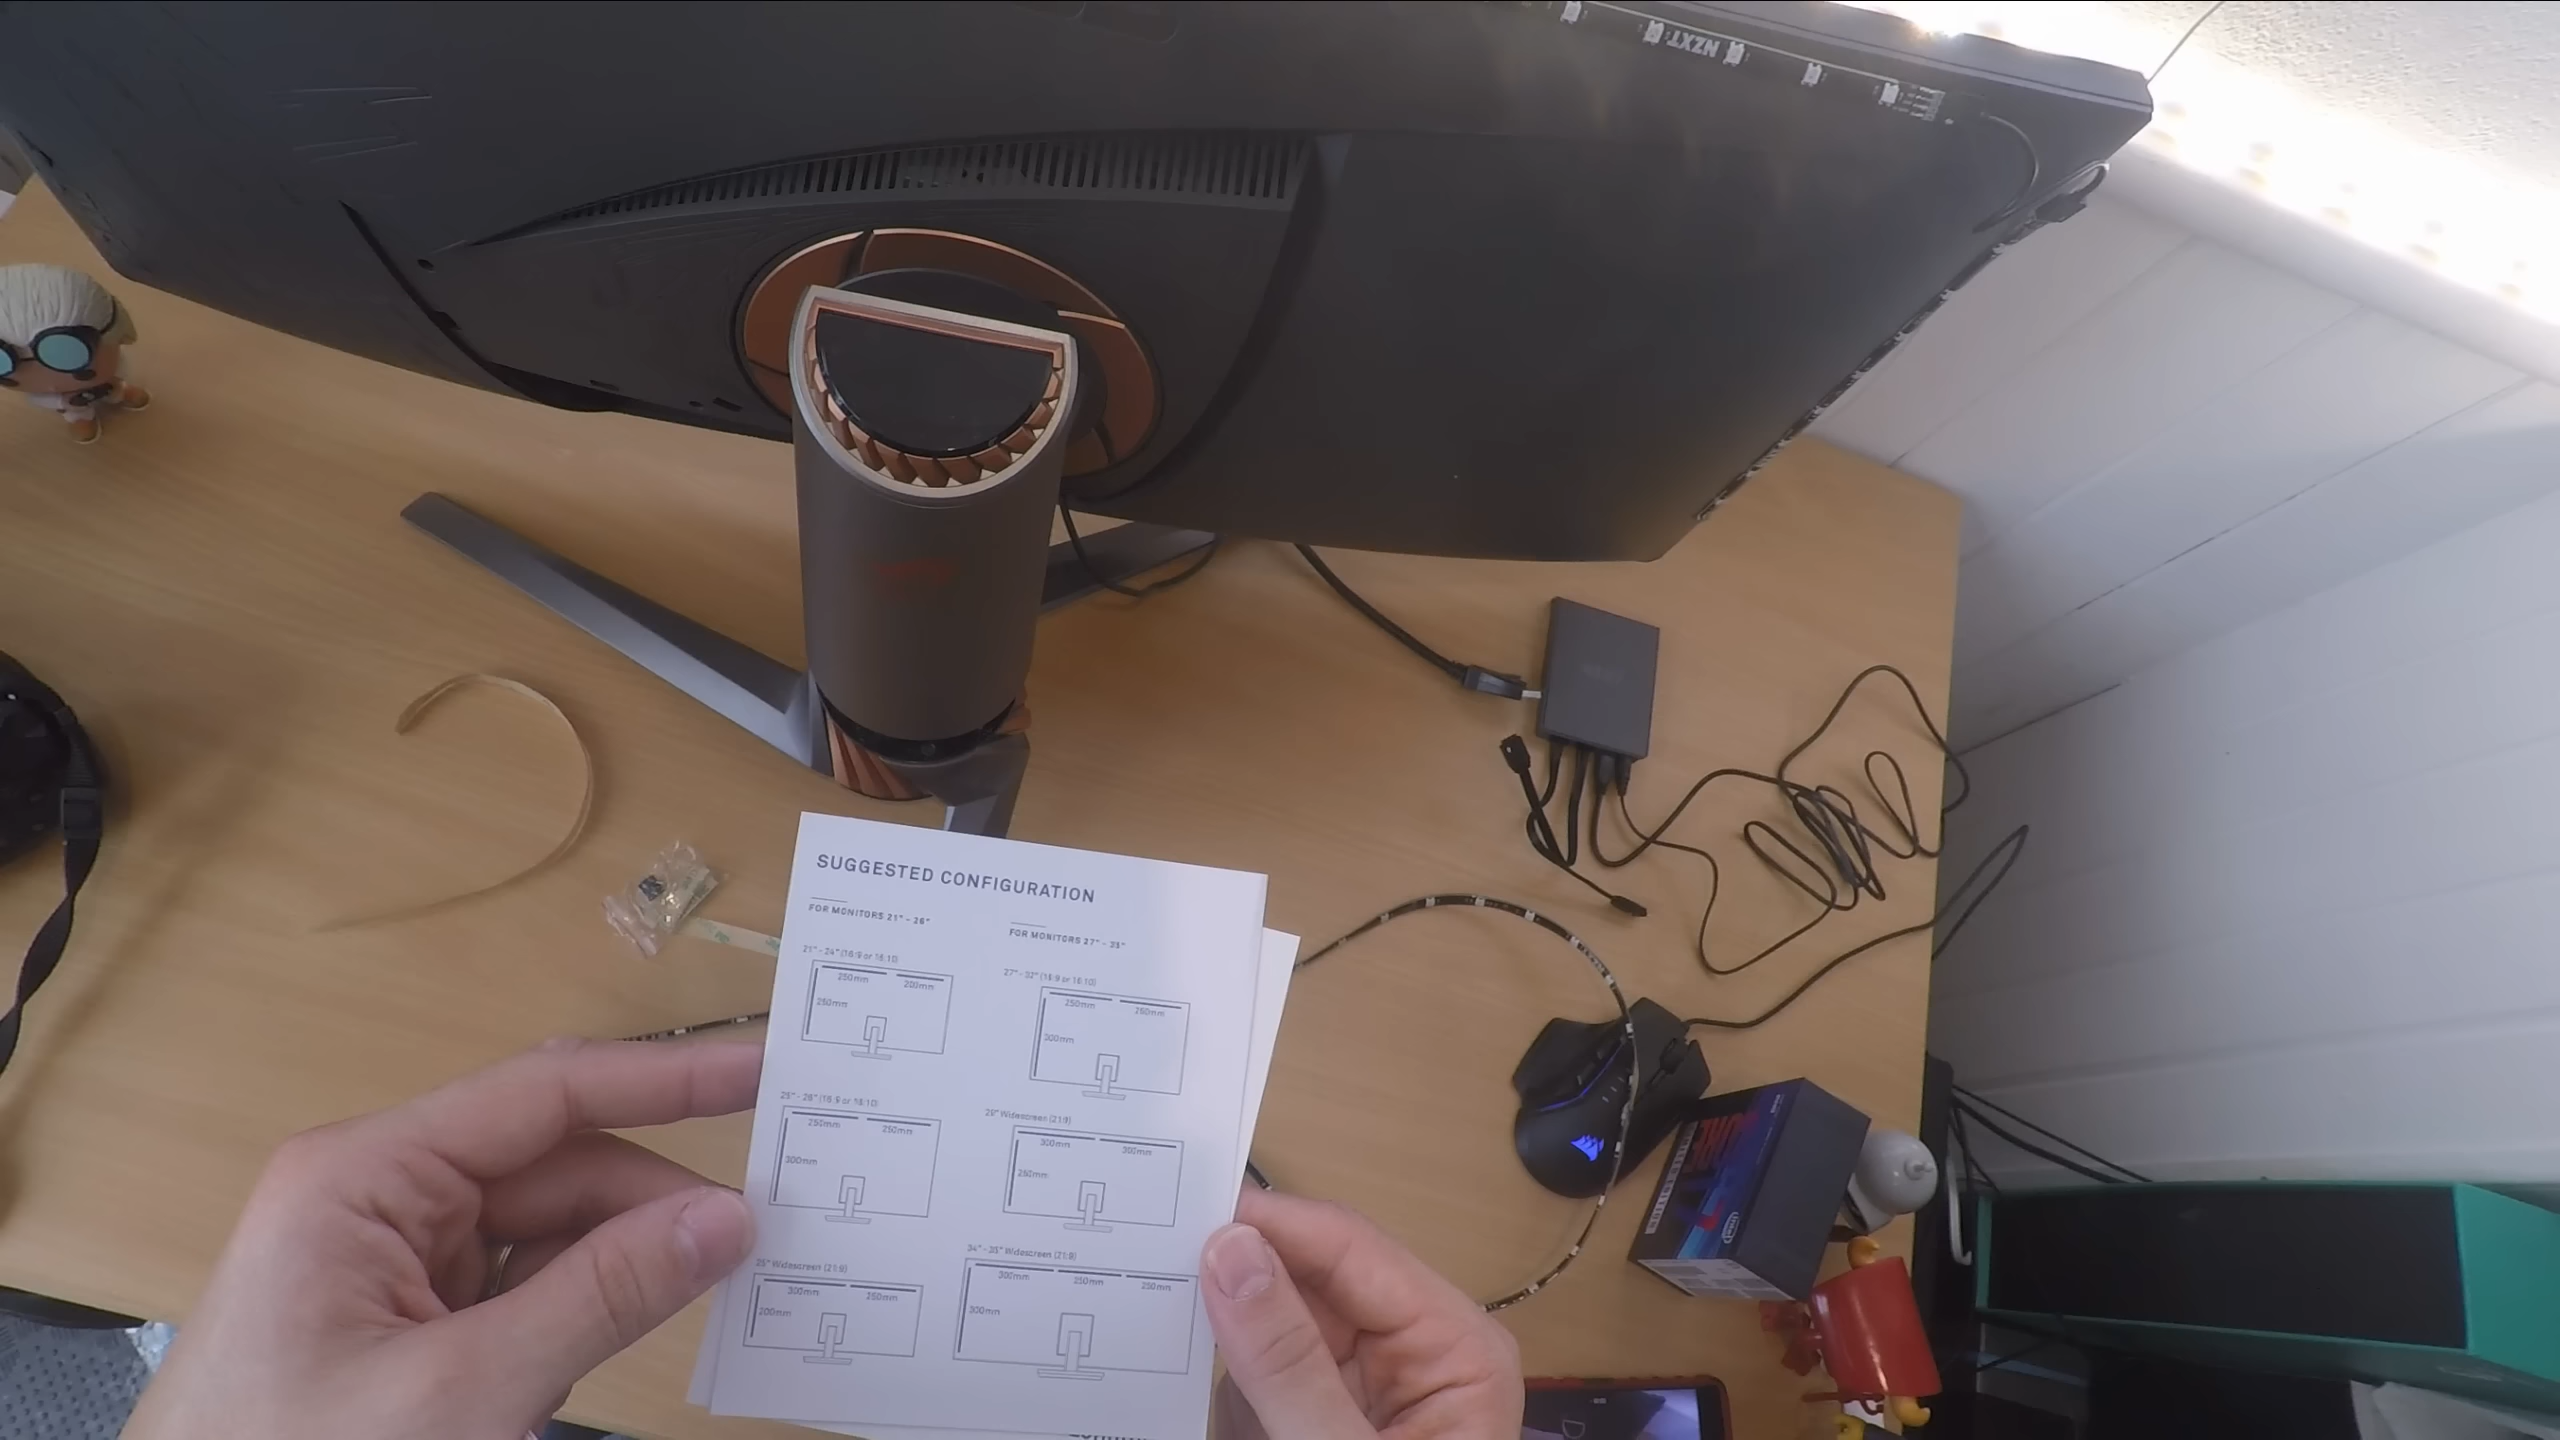 NZXT
SUGGESTED CONFIGURATION
FOR MONITORS 21" - 26"
21" - 24" (16:9 or 16:10)
250mm
200mm
250mm
25" - 26" (16:9 or 16:10)
250mm
250mm
300mm
25" Widescreen (21:9)
300mm
250mm
200mm
FOR MONITORS 27" - 35"
27" - 32" (16:9 or 16:10)
250mm
250mm
300mm
29" Widescreen (21:9)
300mm
300mm
250mm
34" - 35" Widescreen (21:9)
300mm
250mm
250mm
300mm